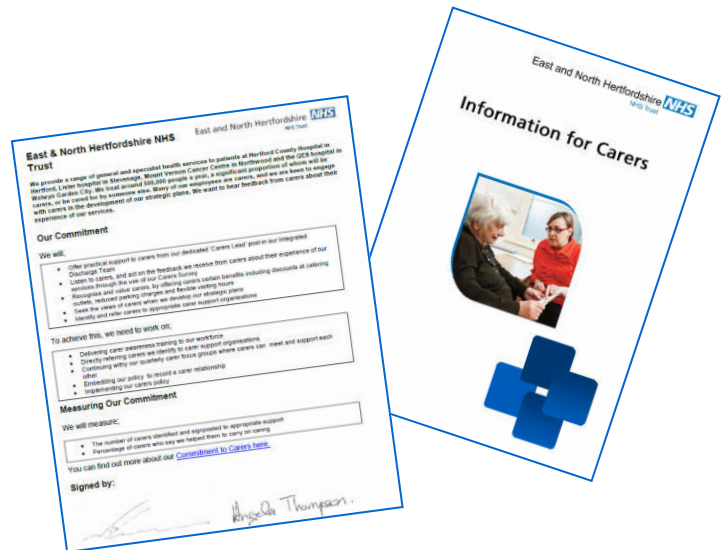 East & North Hertfordshire NHS
Trust
East and North Hertfordshire NHS
NHS Trust
We provide a range of general and specialist health services to patients at Hertford County Hospital in
Hertford, Lister hospital in Stevenage, Mount Vernon Cancer Centre in Northwood and the QEII hospital in
Welwyn Garden City. We treat around 500,000 people a year, a significant proportion of whom will be
carers, or be cared for by someone else. Many of our employees are carers, and we are keen to engage
with carers in the development of our strategic plans. We want to hear feedback from carers about their
experience of our services.
Our Commitment
We will;
• Offer practical support to carers from our dedicated 'Carers Lead' post in our Integrated
Discharge Team
• Listen to carers, and act on the feedback we receive from carers about their experience of our
services through the use of our Carers Survey
• Recognise and value carers, by offering carers certain benefits including discounts at catering
outlets, reduced parking charges and flexible visiting hours
• Seek the views of carers when we develop our strategic plans
• Identify and refer carers to appropriate carer support organisations
To achieve this, we need to work on;
• Delivering carer awareness training to our workforce
• Directly referring carers we identify to carer support organisations
• Continuing withy our quarterly carer focus groups where carers can meet and support each
other
• Embedding our policy to record a carer relationship
• Implementing our carers policy
Measuring Our Commitment
We will measure;
• The number of carers identified and signposted to appropriate support
• Percentage of carers who say we helped them to carry on caring
You can find out more about our Commitment to Carers here.
Signed by:
Angela Thompson.
East and North Hertfordshire NHS
NHS Trust
Information for Carers